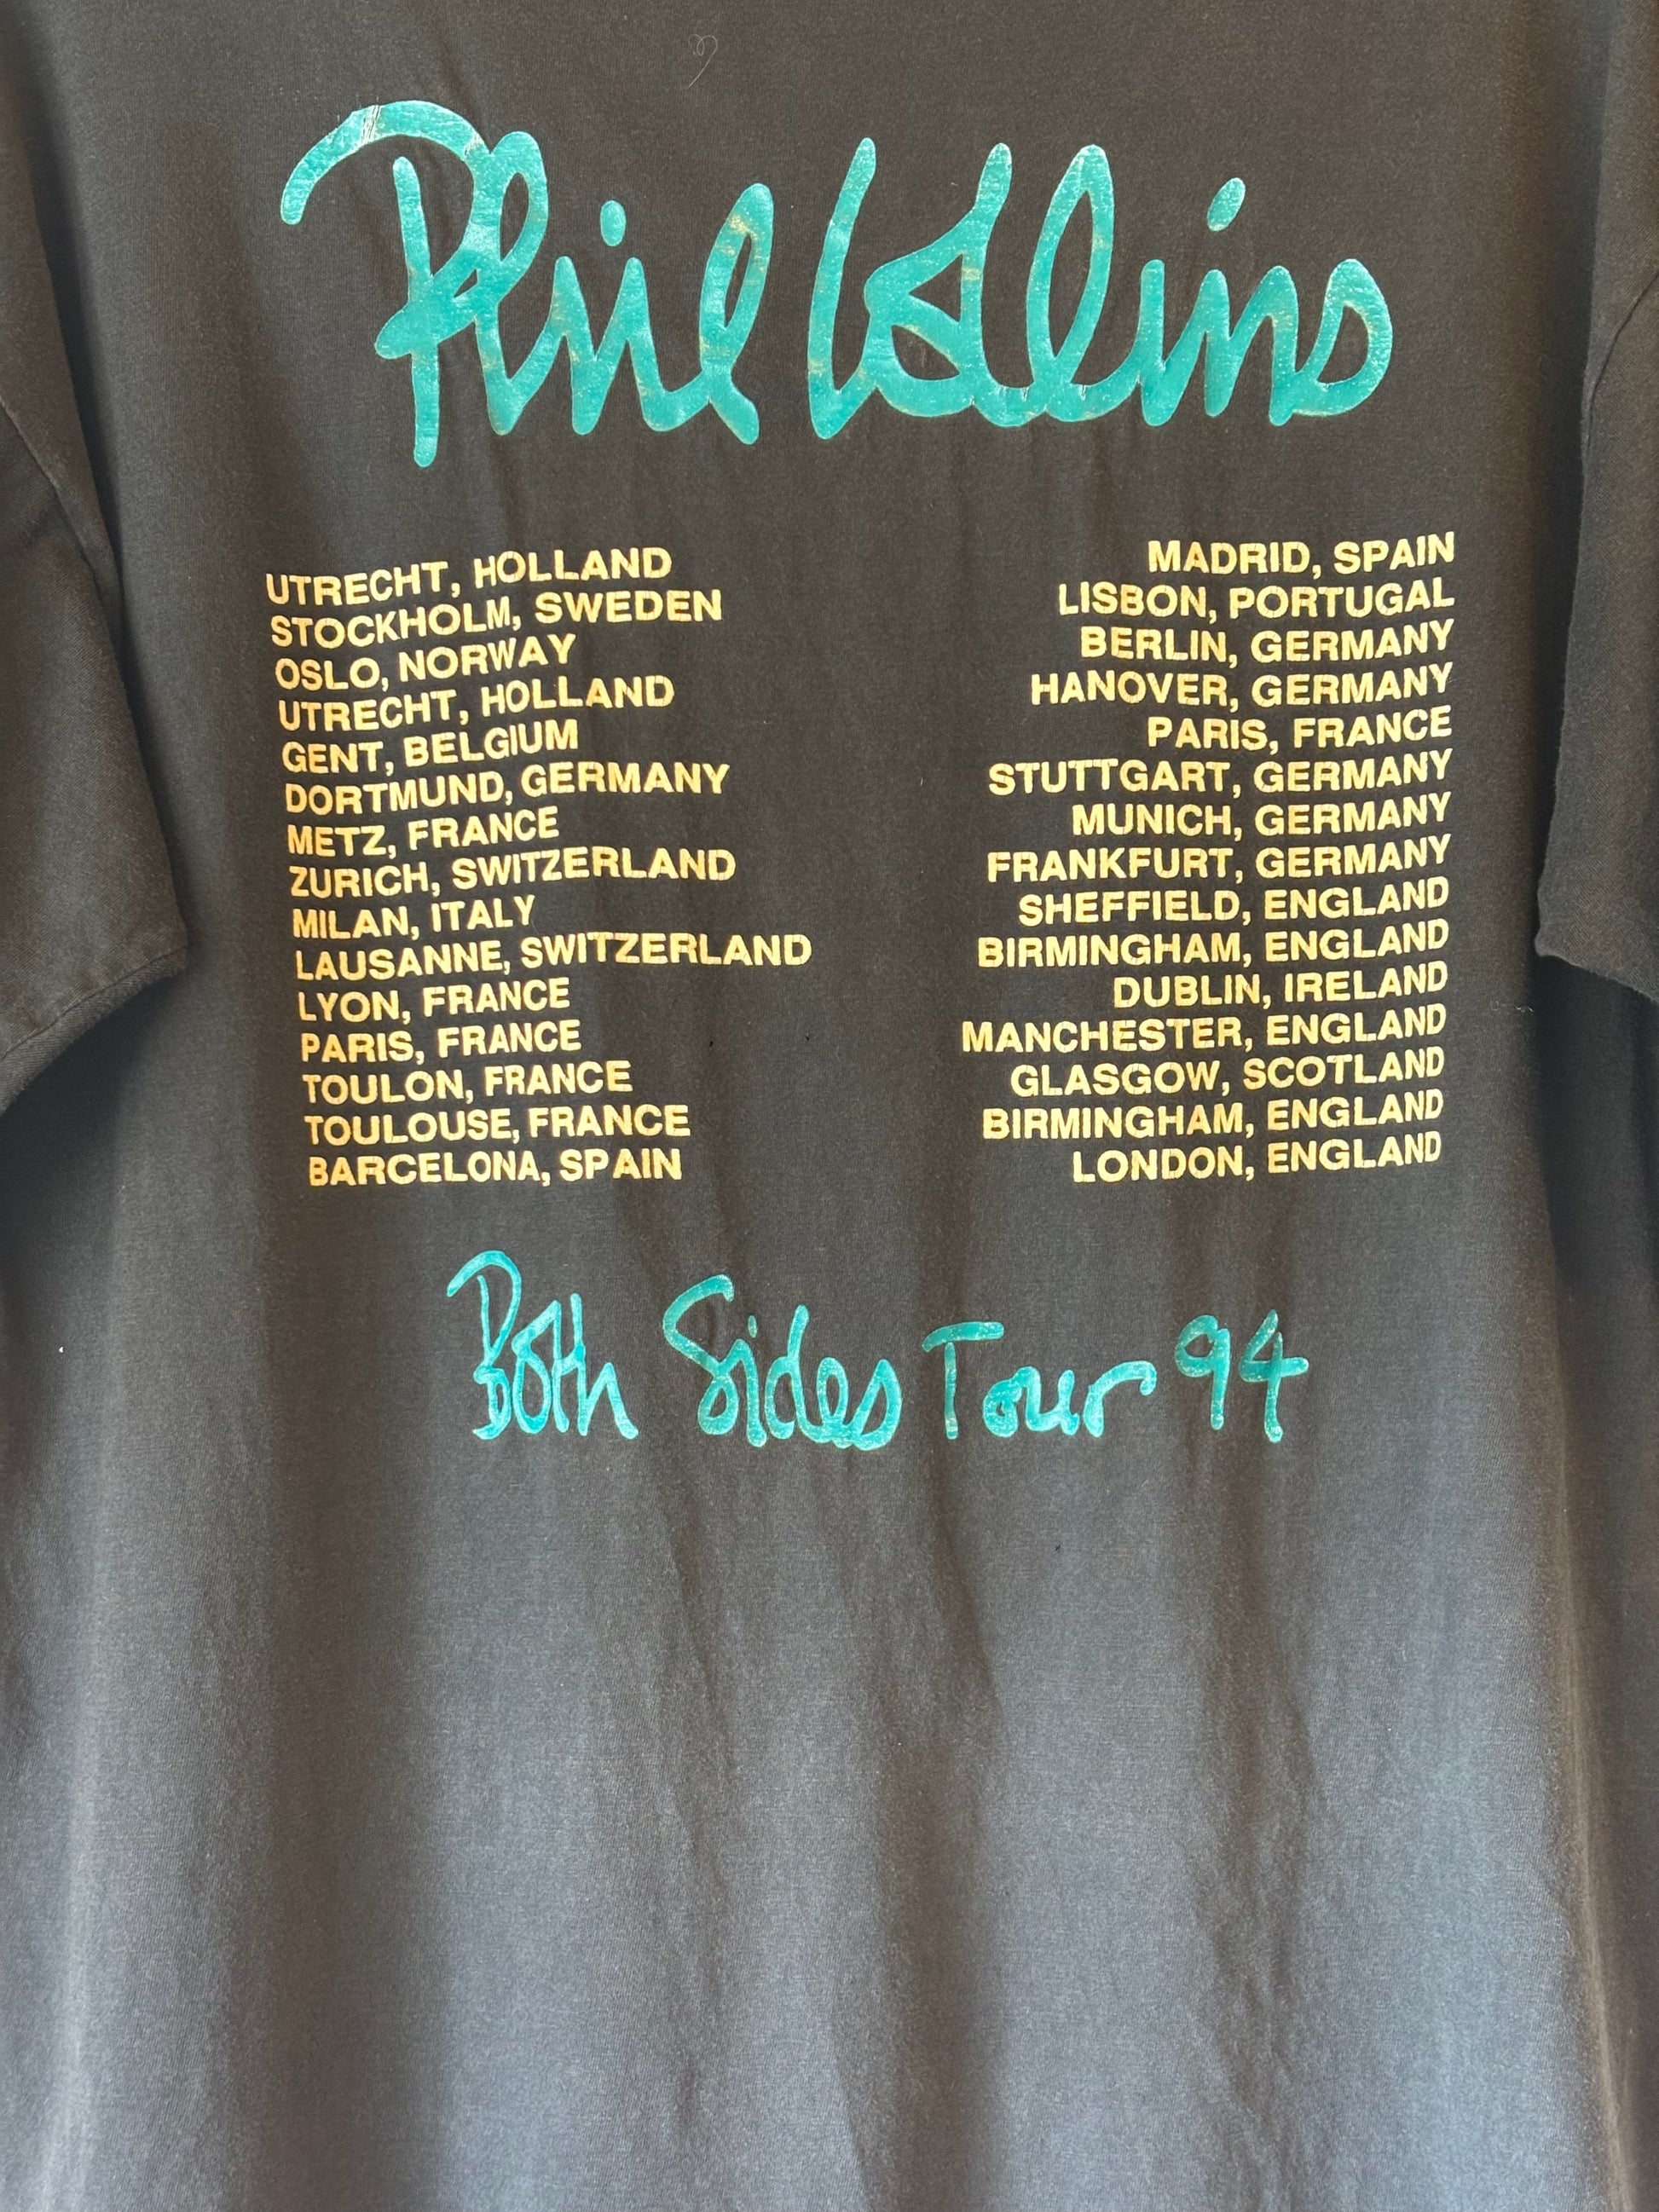 Phil Collins
UTRECHT, HOLLAND
STOCKHOLM, SWEDEN
OSLO, NORWAY
UTRECHT, HOLLAND
GENT, BELGIUM
DORTMUND, GERMANY
METZ, FRANCE
ZURICH, SWITZERLAND
MILAN, ITALY
LAUSANNE, SWITZERLAND
LYON, FRANCE
PARIS, FRANCE
TOULON, FRANCE
TOULOUSE, FRANCE
BARCELONA, SPAIN
MADRID, SPAIN
LISBON, PORTUGAL
BERLIN, GERMANY
HANOVER, GERMANY
PARIS, FRANCE
STUTTGART, GERMANY
MUNICH, GERMANY
FRANKFURT, GERMANY
SHEFFIELD, ENGLAND
BIRMINGHAM, ENGLAND
DUBLIN, IRELAND
MANCHESTER, ENGLAND
GLASGOW, SCOTLAND
BIRMINGHAM, ENGLAND
LONDON, ENGLAND
Both Sides Tour 94